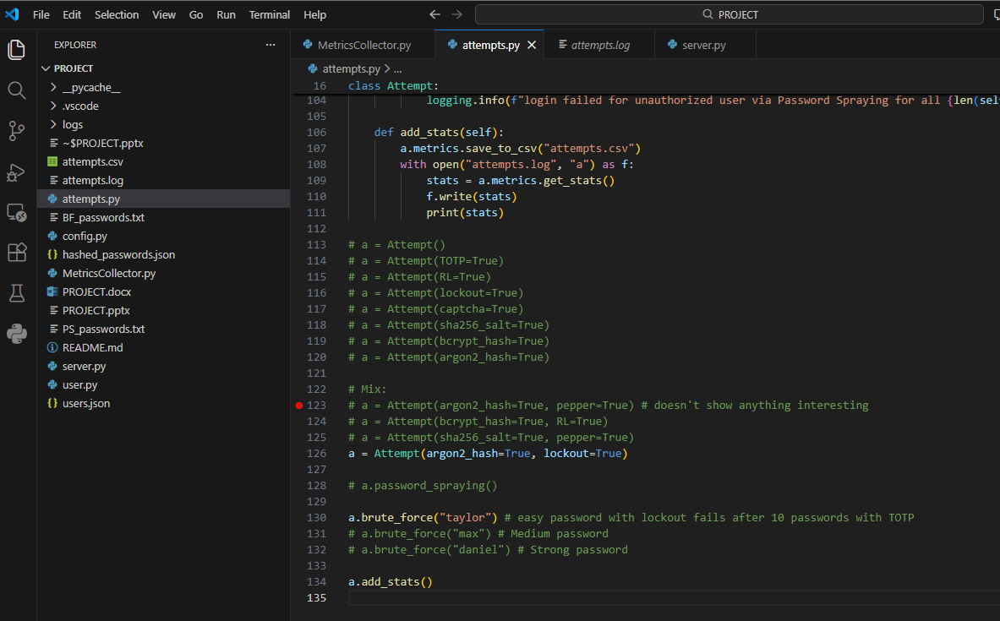 File Edit Selection View Go Run Terminal Help
PROJECT
EXPLORER
MetricsCollector.py
attempts.py
attempts.log
server.py
PROJECT
__pycache__
.vscode
logs
~$PROJECT.pptx
attempts.csv
attempts.log
attempts.py
BF_passwords.txt
config.py
hashed_passwords.json
MetricsCollector.py
PROJECT.docx
PROJECT.pptx
PS_passwords.txt
README.md
server.py
user.py
users.json
attempts.py > ...
16 class Attempt:
104 logging.info(f"login failed for unauthorized user via Password Spraying for all {len(sel
105
106 def add_stats(self):
107 a.metrics.save_to_csv("attempts.csv")
108 with open("attempts.log", "a") as f:
109 stats = a.metrics.get_stats()
110 f.write(stats)
111 print(stats)
112
113 # a = Attempt()
114 # a = Attempt(TOTP=True)
115 # a = Attempt(RL=True)
116 # a = Attempt(lockout=True)
117 # a = Attempt(captcha=True)
118 # a = Attempt(sha256_salt=True)
119 # a = Attempt(bcrypt_hash=True)
120 # a = Attempt(argon2_hash=True)
121
122 # Mix:
123 # a = Attempt(argon2_hash=True, pepper=True) # doesn't show anything interesting
124 # a = Attempt(bcrypt_hash=True, RL=True)
125 # a = Attempt(sha256_salt=True, pepper=True)
126 a = Attempt(argon2_hash=True, lockout=True)
127
128 # a.password_spraying()
129
130 a.brute_force("taylor") # easy password with lockout fails after 10 passwords with TOTP
131 # a.brute_force("max") # Medium password
132 # a.brute_force("daniel") # Strong password
133
134 a.add_stats()
135